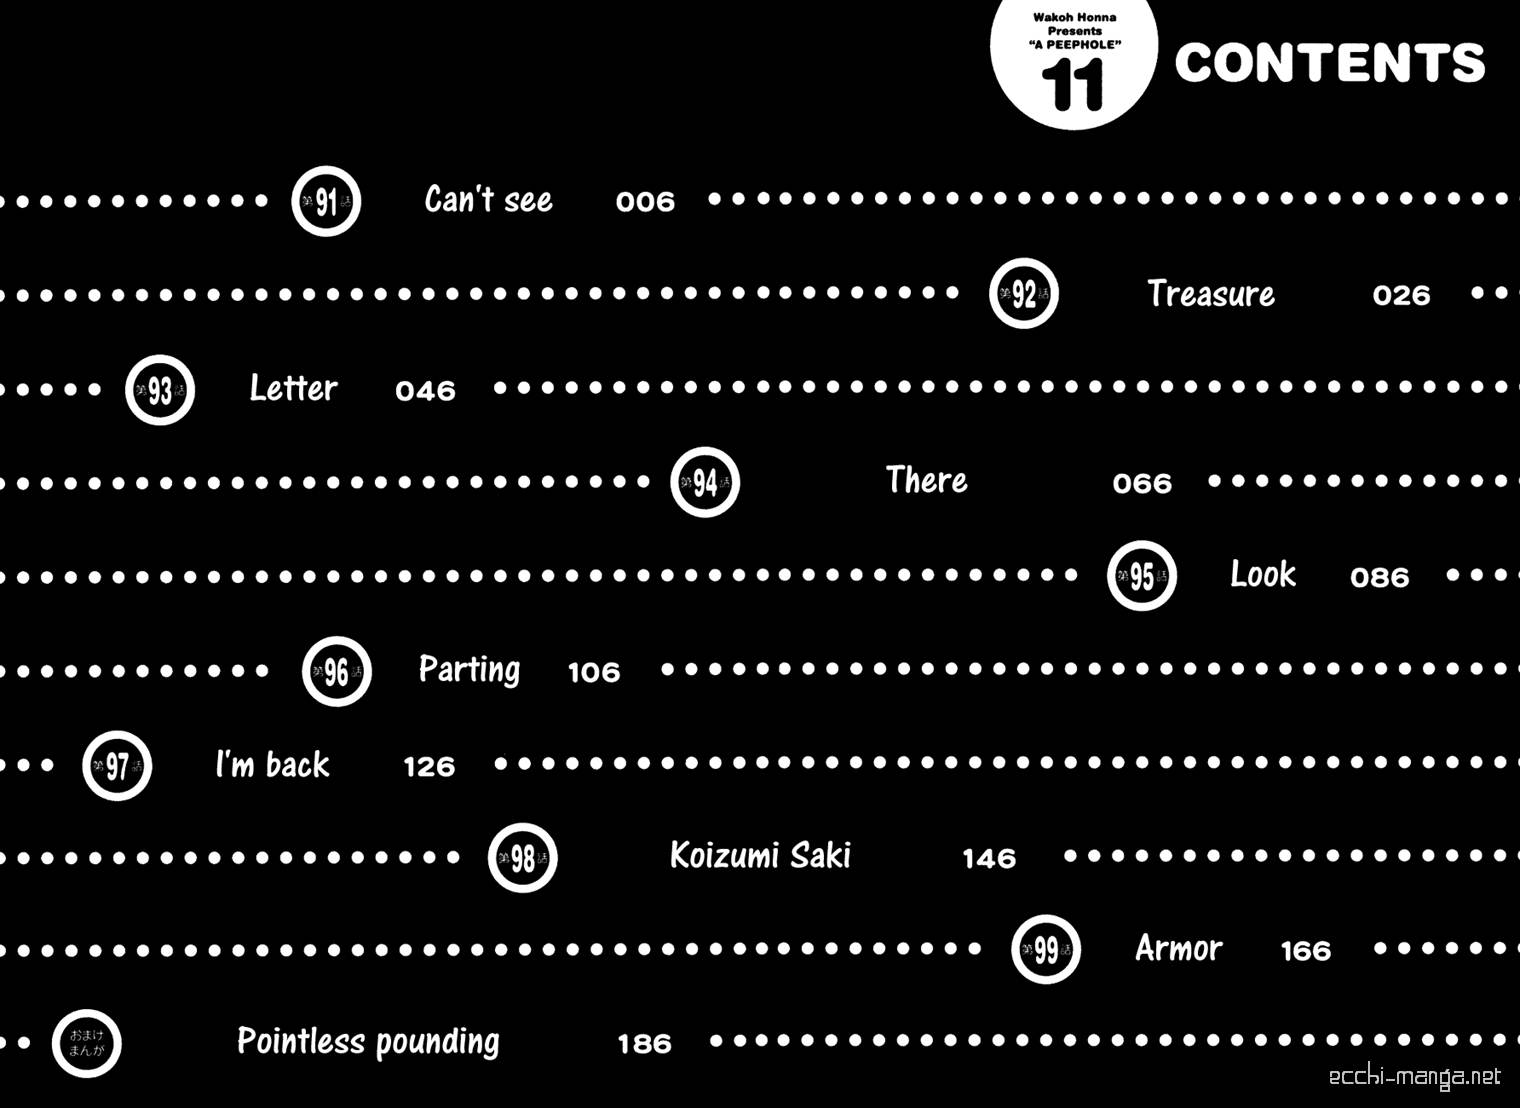 Wakoh Honna
Presents
“A PEEPHOLE”
11
CONTENTS
第91話 Can't see 006
第92話 Treasure 026
第93話 Letter 046
第94話 There 066
第95話 Look 086
第96話 Parting 106
第97話 I'm back 126
第98話 Koizumi Saki 146
第99話 Armor 166
おまけ
まんが
Pointless pounding 186
ecchi-manga.net